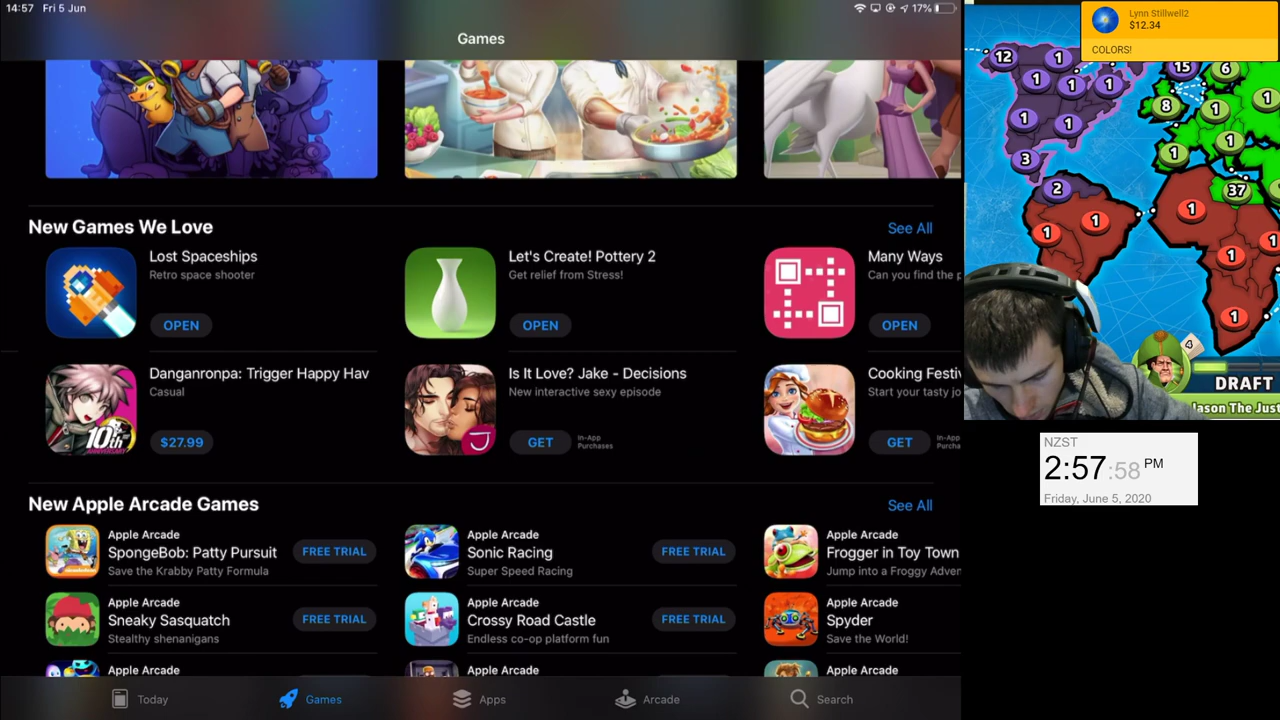 14:57 Fri 5 Jun
17%
Games
New Games We Love
See All
Lost Spaceships
Retro space shooter
OPEN
Let's Create! Pottery 2
Get relief from Stress!
OPEN
Many Ways
Can you find the
OPEN
Danganronpa: Trigger Happy Hav
Casual
$27.99
10th
Is It Love? Jake - Decisions
New interactive sexy episode
GET
In-App
Purchases
J
Cooking Festiv
Start your tasty jo
GET
In-App
Purcha
New Apple Arcade Games
See All
Apple Arcade
SpongeBob: Patty Pursuit
Save the Krabby Patty Formula
FREE TRIAL
Apple Arcade
Sonic Racing
Super Speed Racing
FREE TRIAL
Apple Arcade
Frogger in Toy Town
Jump into a Froggy Adven
Apple Arcade
Sneaky Sasquatch
Stealthy shenanigans
FREE TRIAL
Apple Arcade
Crossy Road Castle
Endless co-op platform fun
FREE TRIAL
Apple Arcade
Spyder
Save the World!
Apple Arcade
Apple Arcade
Apple Arcade
Today
Games
Apps
Arcade
Search
Lynn Stillwell2
$12.34
COLORS!
12
1
1
1
1
1
1
3
2
15
6
8
1
1
1
1
37
1
1
1
1
1
1
4
DRAFT
Jason The Just
NZST
2:57:58 PM
Friday, June 5, 2020